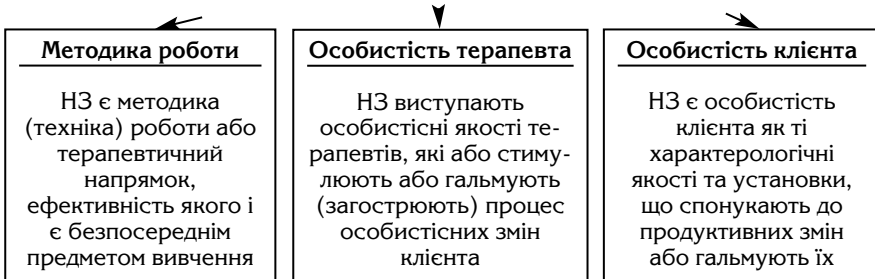 Методика роботи
НЗ є методика
(техніка) роботи або
терапевтичний
напрямок,
ефективність якого і
є безпосереднім
предметом вивчення
Особистість терапевта
НЗ виступають
особистісні якості те-
рапевтів, які або стиму-
люють або гальмують
(загострюють) процес
особистісних змін
клієнта
Особистість клієнта
НЗ є особистість
клієнта як ті
характерологічні
якості та установки,
що спонукають до
продуктивних змін
або гальмують їх